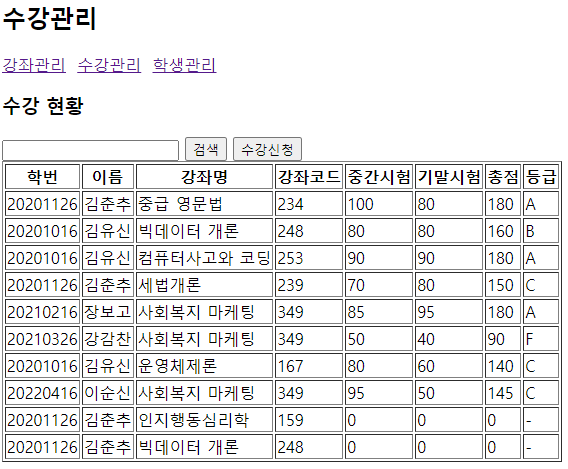 수강관리
강좌관리 수강관리 학생관리
수강 현황
검색 수강신청
학번 이름 강좌명 강좌코드 중간시험 기말시험 총점 등급
20201126 김춘추 중급 영문법 234 100 80 180 A
20201016 김유신 빅데이터 개론 248 80 80 160 B
20201016 김유신 컴퓨터사고와 코딩 253 90 90 180 A
20201126 김춘추 세법개론 239 70 80 150 C
20210216 장보고 사회복지 마케팅 349 85 95 180 A
20210326 강감찬 사회복지 마케팅 349 50 40 90 F
20201016 김유신 운영체제론 167 80 60 140 C
20220416 이순신 사회복지 마케팅 349 95 50 145 C
20201126 김춘추 인지행동심리학 159 0 0 0 -
20201126 김춘추 빅데이터 개론 248 0 0 0 -